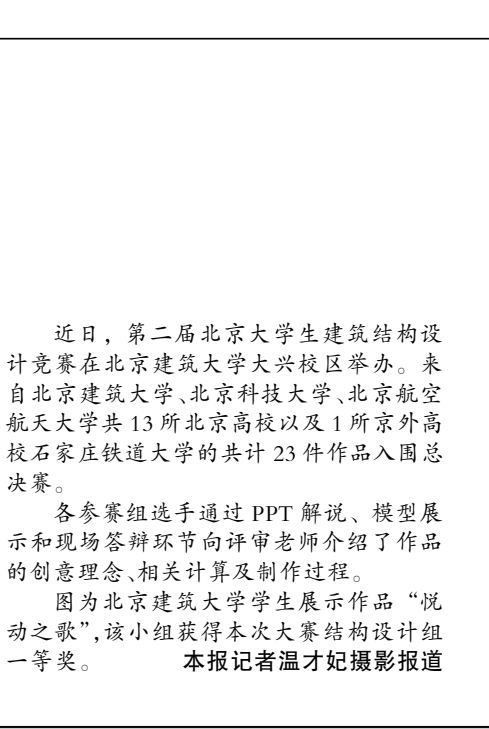 近日，第二届北京大学生建筑结构设
计竞赛在北京建筑大学大兴校区举办。来
自北京建筑大学、北京科技大学、北京航空
航天大学共 13 所北京高校以及 1 所京外高
校石家庄铁道大学的共计 23 件作品入围总
决赛。
各参赛组选手通过 PPT 解说、模型展
示和现场答辩环节向评审老师介绍了作品
的创意理念、相关计算及制作过程。
图为北京建筑大学学生展示作品“悦
动之歌”,该小组获得本次大赛结构设计组
一等奖。 本报记者温才妃摄影报道